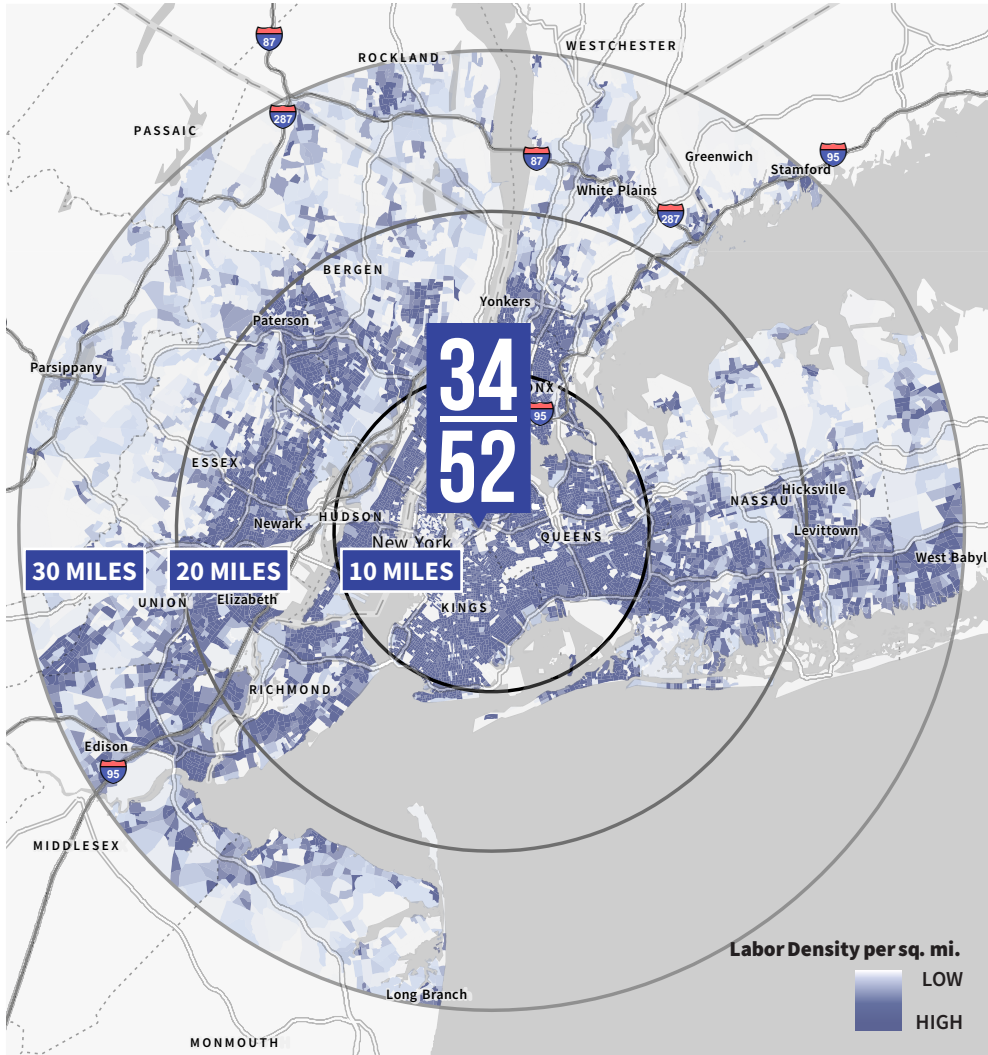 87
ROCKLAND
WESTCHESTER
287
PASSAIC
87
Greenwich
95
Stamford
White Plains
287
BERGEN
Yonkers
Paterson
34
52
Parsippany
95
ESSEX
NASSAU
Hicksville
Newark
HUDSON
New York
QUEENS
Levittown
West Babyl
30 MILES
20 MILES
10 MILES
UNION
Elizabeth
KINGS
RICHMOND
Edison
95
MIDDLESEX
Labor Density per sq. mi.
LOW
HIGH
Long Branch
MONMOUTH